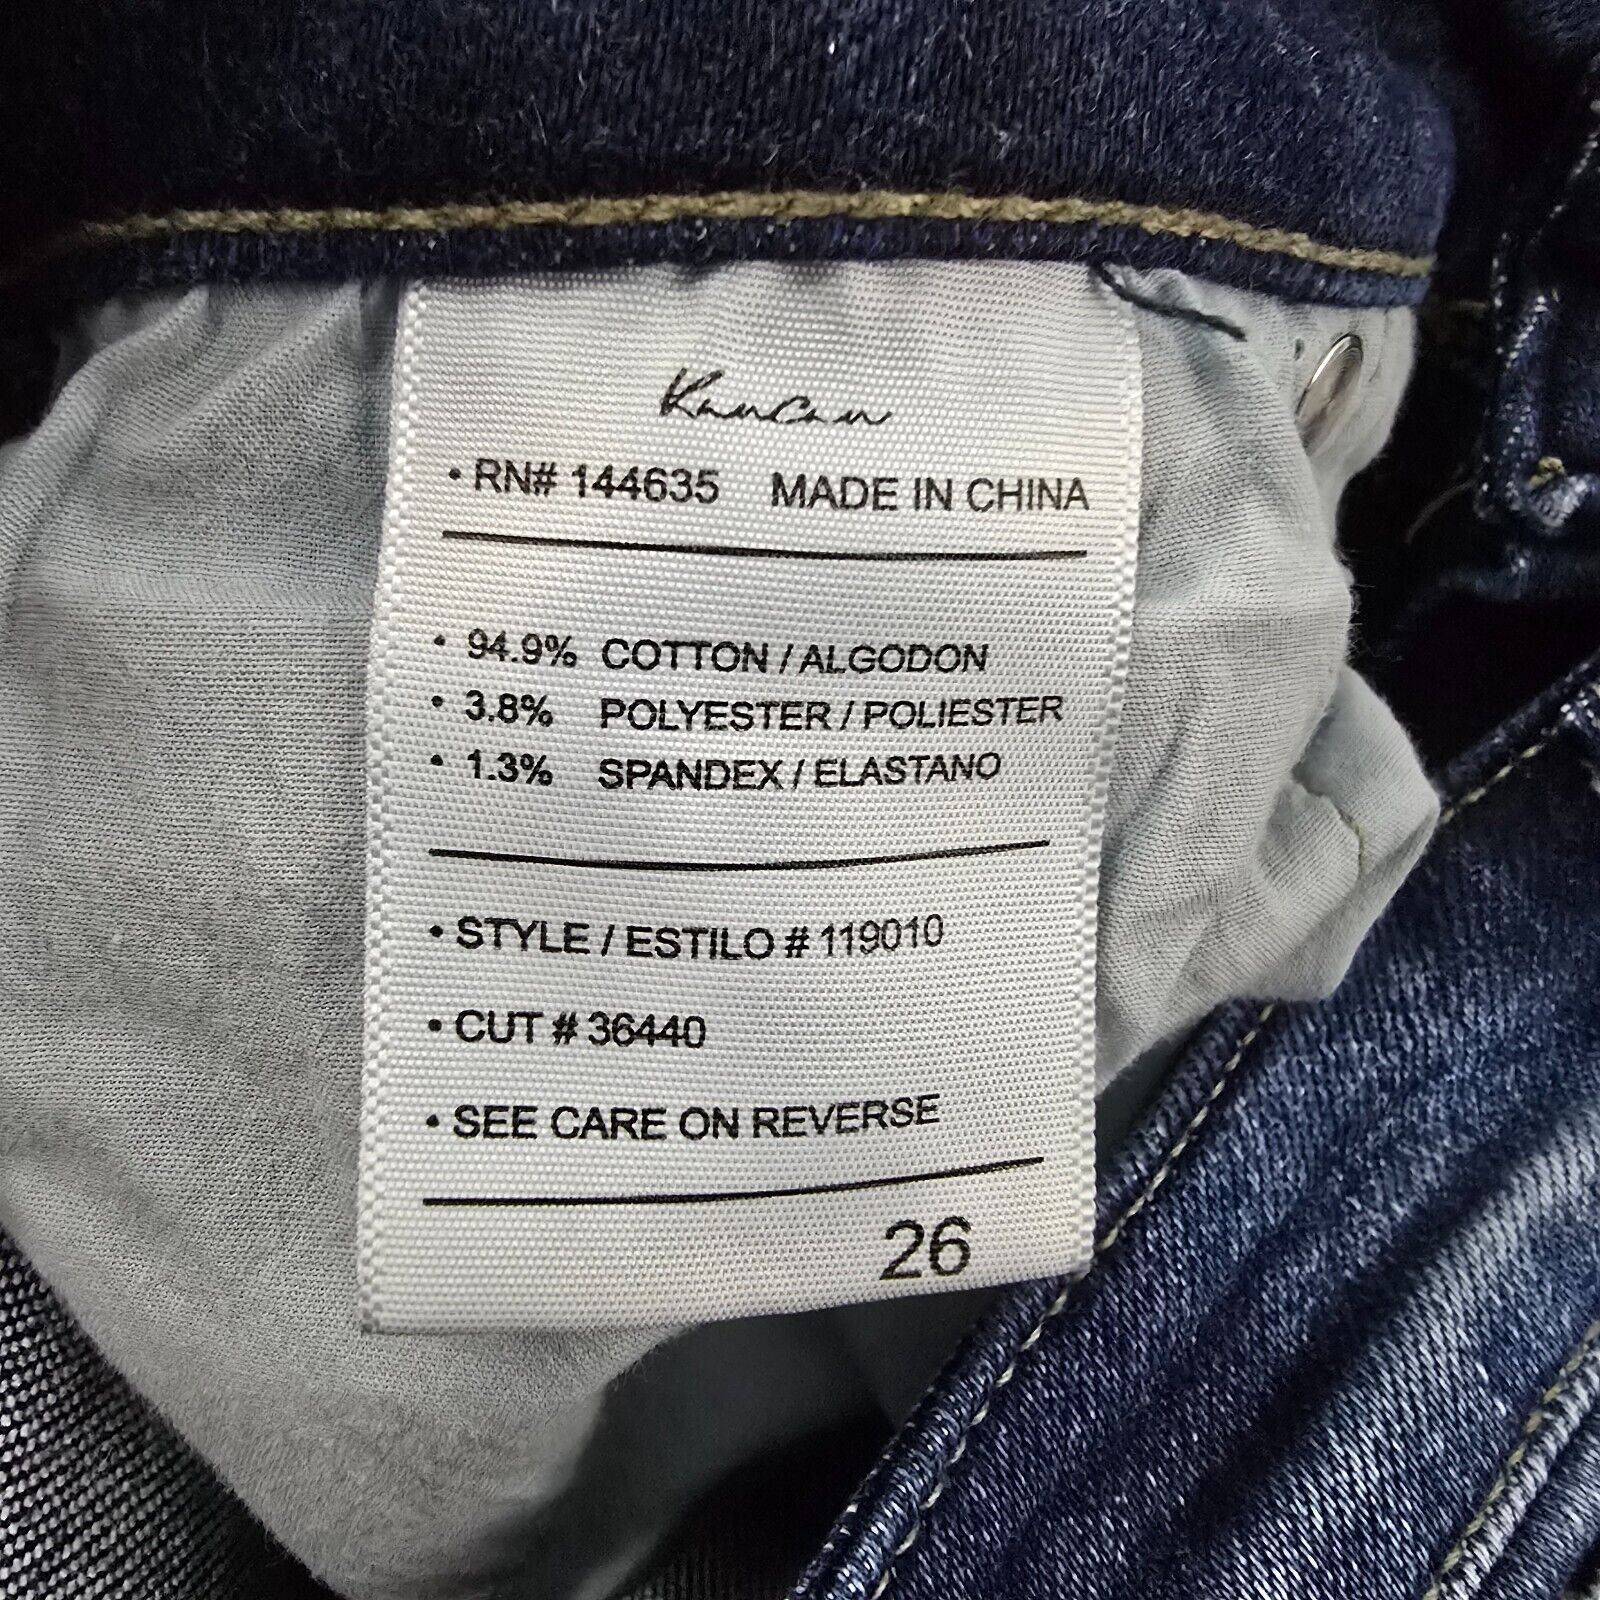 Kancan
• RN# 144635 MADE IN CHINA
• 94.9% COTTON / ALGODON
• 3.8% POLYESTER / POLIESTER
• 1.3% SPANDEX / ELASTANO
• STYLE / ESTILO # 119010
• CUT # 36440
• SEE CARE ON REVERSE
26